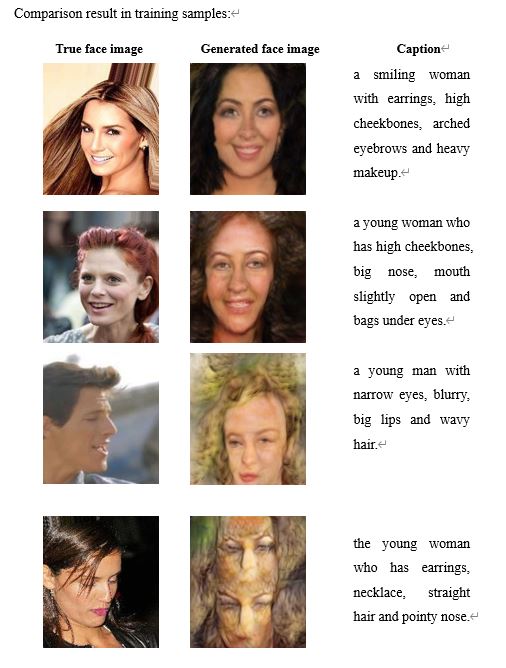 Comparison result in training samples:↵
True face image Generated face image Caption↵
a smiling woman
with earrings, high
cheekbones, arched
eyebrows and heavy
makeup.↵
a young woman who
has high cheekbones,
big nose, mouth
slightly open and
bags under eyes.↵
a young man with
narrow eyes, blurry,
big lips and wavy
hair.↵
the young woman
who has earrings,
necklace, straight
hair and pointy nose.↵